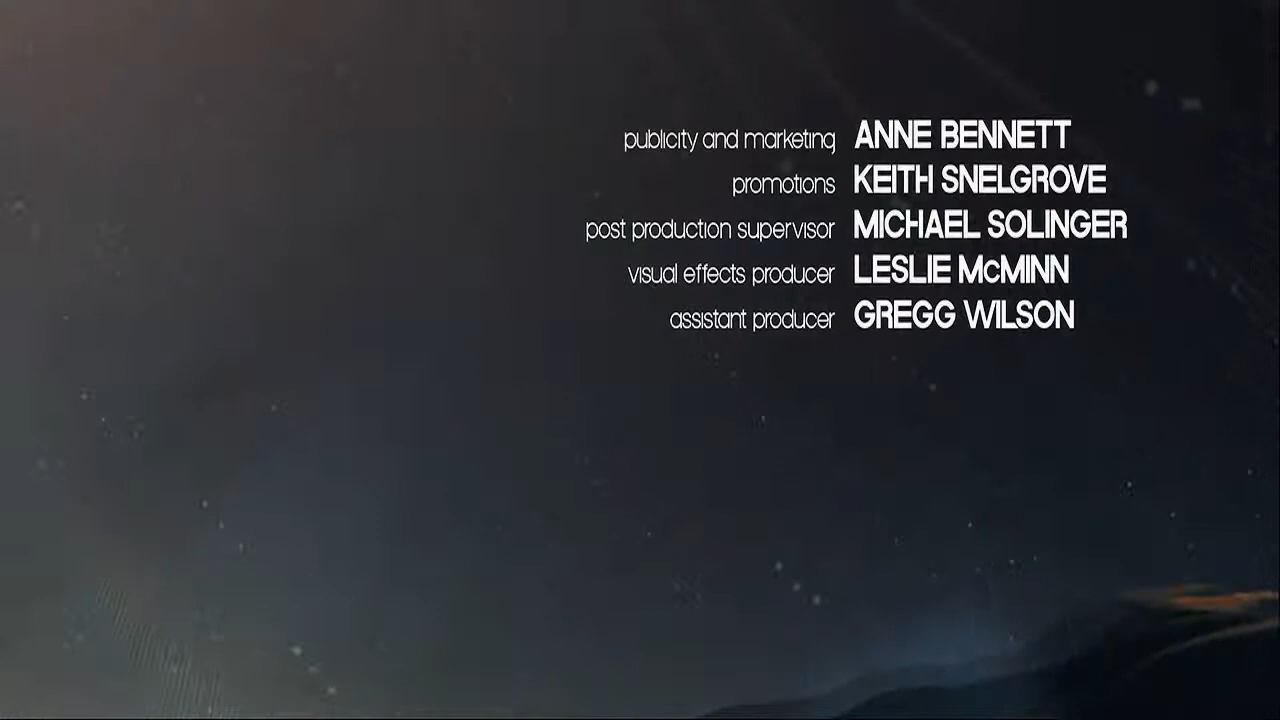 publicity and marketing ANNE BENNETT
promotions KEITH SNELGROVE
post production supervisor MICHAEL SOLINGER
visual effects producer LESLIE McMINN
assistant producer GREGG WILSON